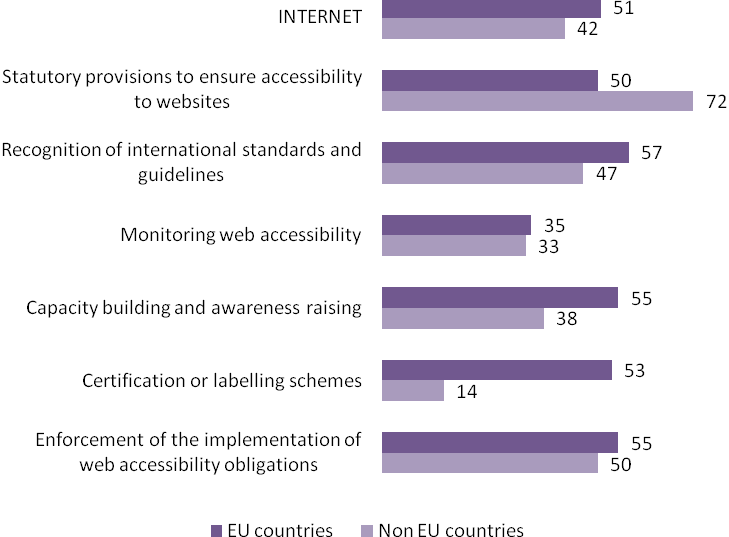 INTERNET
51
42
Statutory provisions to ensure accessibility
to websites
50
72
Recognition of international standards and
guidelines
57
47
Monitoring web accessibility
35
33
Capacity building and awareness raising
55
38
Certification or labelling schemes
53
14
Enforcement of the implementation of
web accessibility obligations
55
50
EU countries
Non EU countries